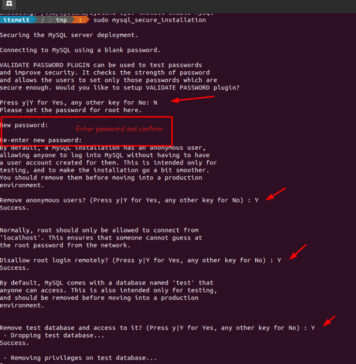 itsmeit / / tmp sudo mysql_secure_installation
Securing the MySQL server deployment.
Connecting to MySQL using a blank password.
VALIDATE PASSWORD PLUGIN can be used to test passwords
and improve security. It checks the strength of password
and allows the users to set only those passwords which are
secure enough. Would you like to setup VALIDATE PASSWORD plugin?
Press y|Y for Yes, any other key for No: N
Please set the password for root here.
New password:
Enter password and confirm
Re-enter new password:
By default, a MySQL installation has an anonymous user,
allowing anyone to log into MySQL without having to have
a user account created for them. This is intended only for
testing, and to make the installation go a bit smoother.
You should remove them before moving into a production
environment.
Remove anonymous users? (Press y|Y for Yes, any other key for No) : Y
Success.
Normally, root should only be allowed to connect from
'localhost'. This ensures that someone cannot guess at
the root password from the network.
Disallow root login remotely? (Press y|Y for Yes, any other key for No) : Y
Success.
By default, MySQL comes with a database named 'test' that
anyone can access. This is also intended only for testing,
and should be removed before moving into a production
environment.
Remove test database and access to it? (Press y|Y for Yes, any other key for No) : Y
- Dropping test database...
Success.
- Removing privileges on test database...